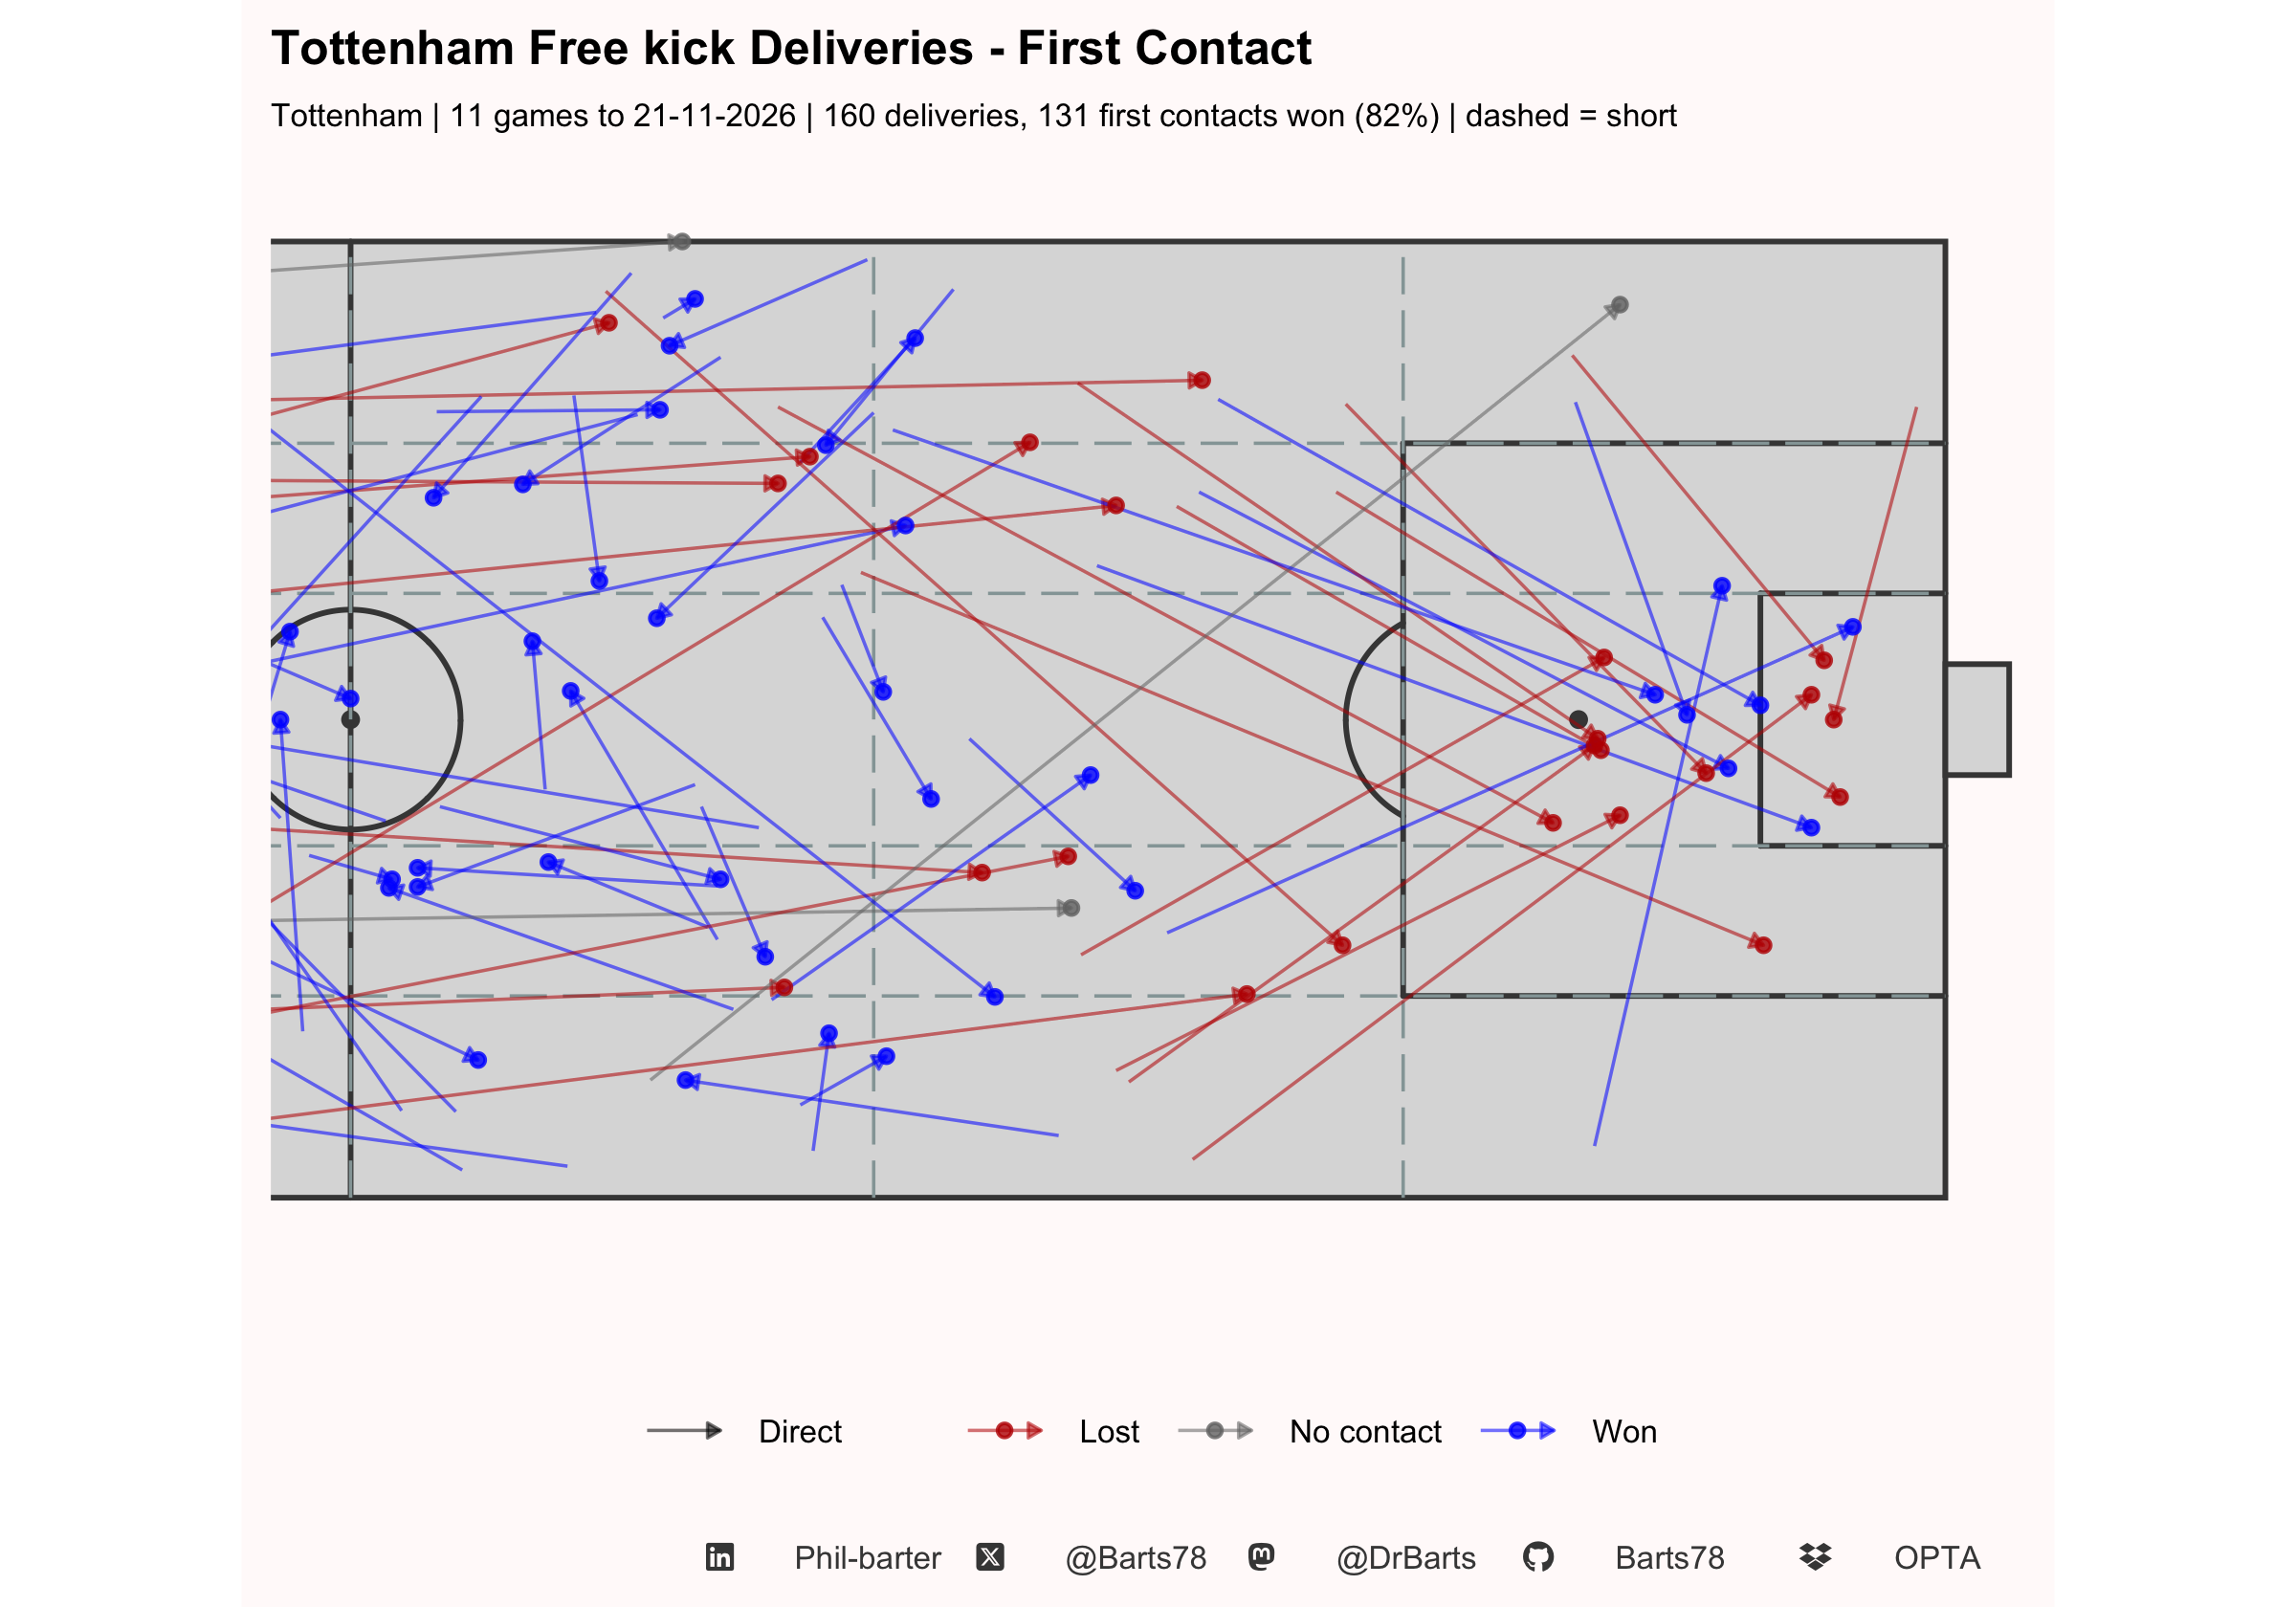 Tottenham Free kick Deliveries - First Contact
Tottenham | 11 games to 21-11-2026 | 160 deliveries, 131 first contacts won (82%) | dashed = short
Direct Lost No contact Won
Phil-barter @Barts78 @DrBarts Barts78 OPTA